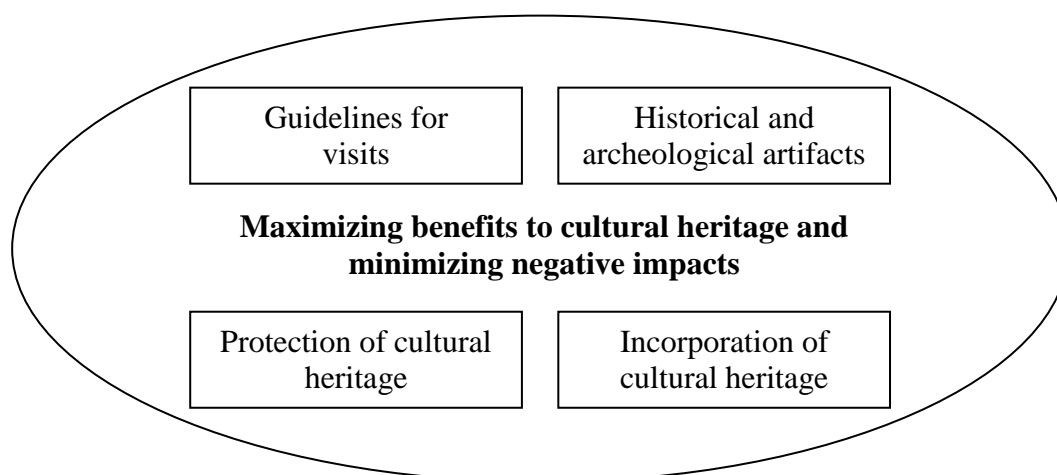 Guidelines for
visits
Historical and
archeological artifacts
Maximizing benefits to cultural heritage and
minimizing negative impacts
Protection of cultural
heritage
Incorporation of
cultural heritage